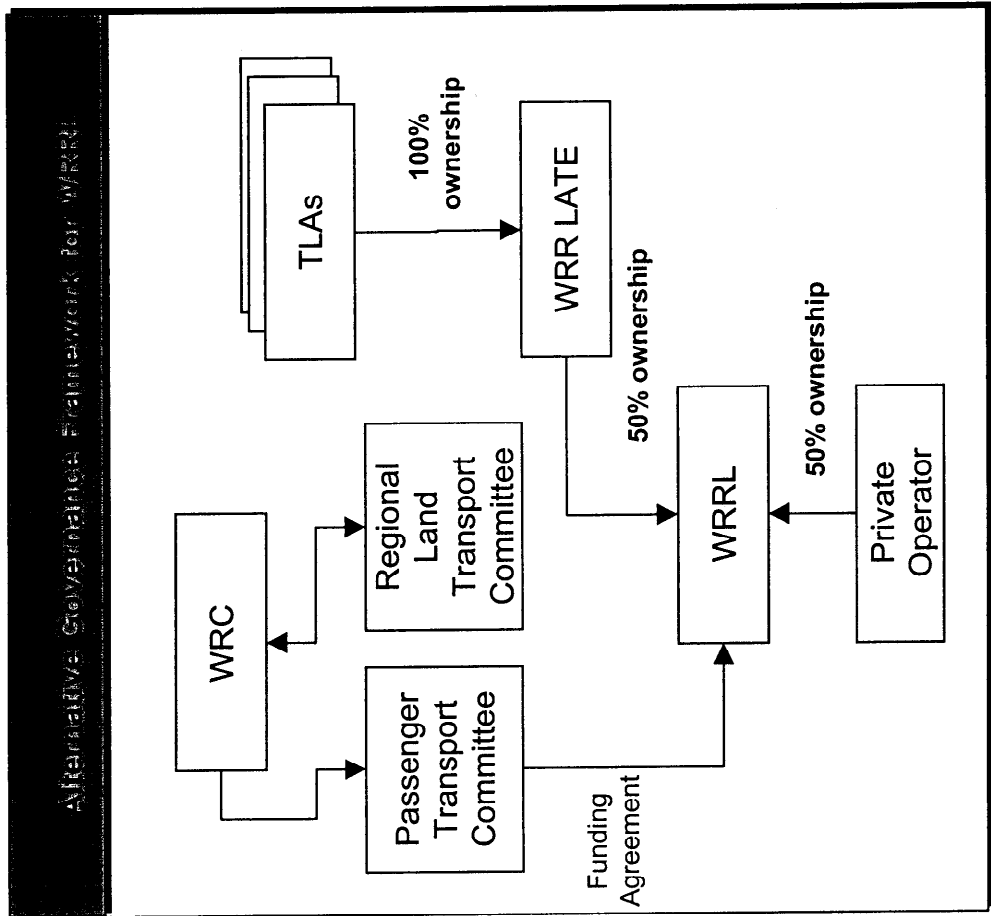 Alternative Governance Framework for WRRL
TLAs
100%
ownership
WRC
WRR LATE
Passenger
Transport
Committee
Regional
Land
Transport
Committee
50% ownership
Funding
Agreement
WRRL
50% ownership
Private
Operator